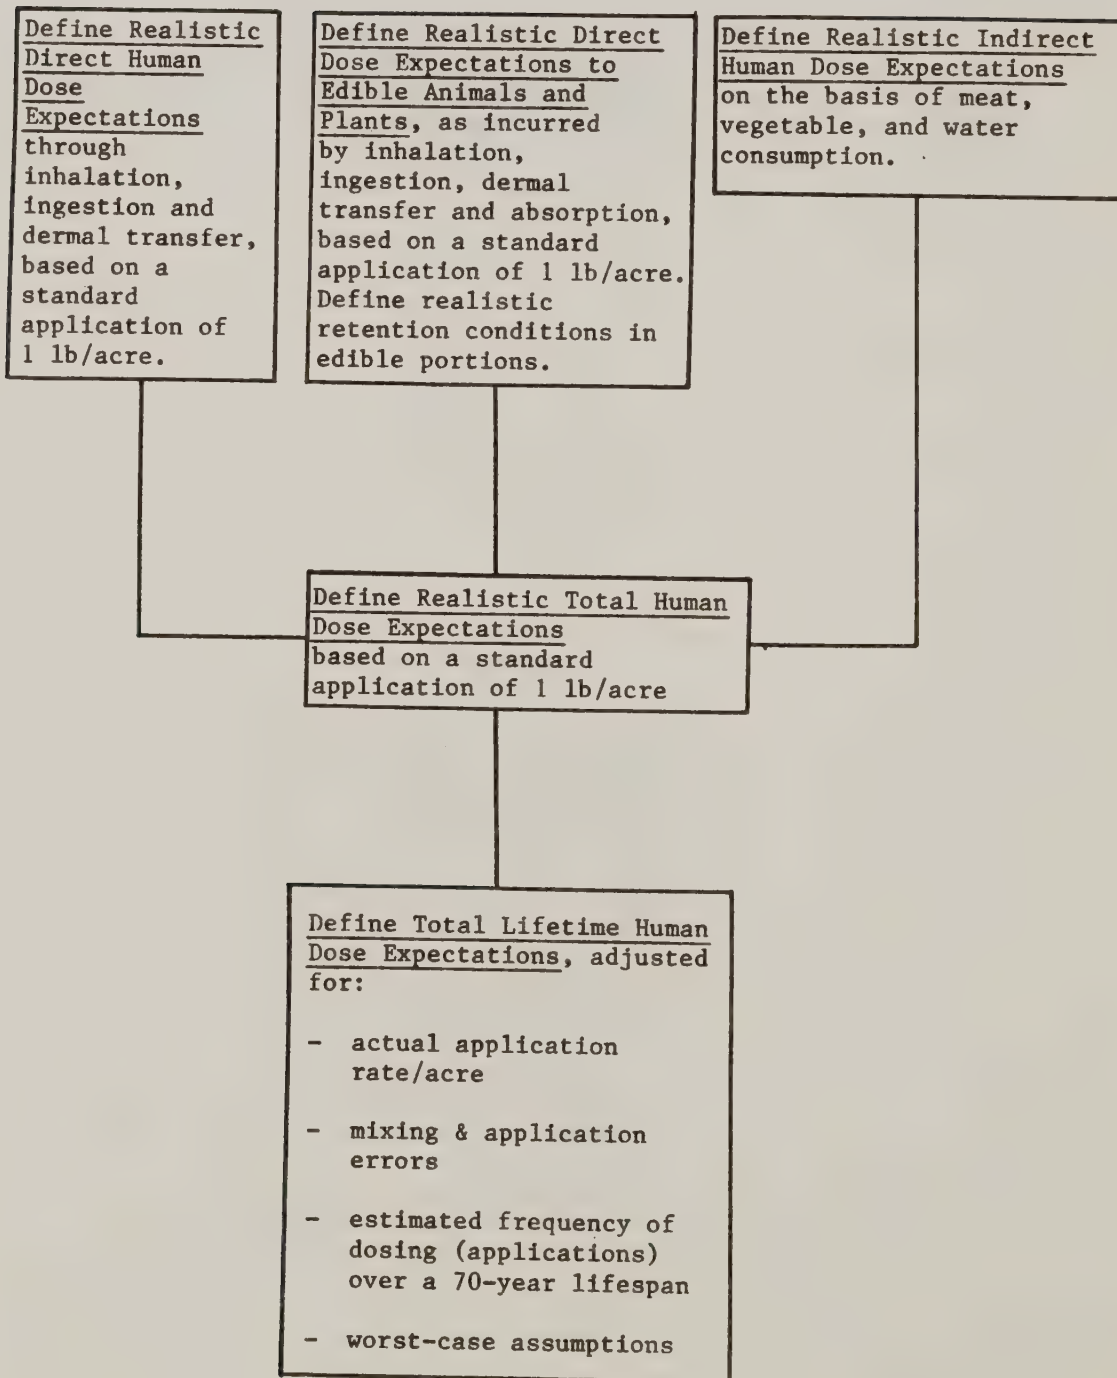 Define Realistic
Direct Human
Dose
Expectations
through
inhalation,
ingestion and
dermal transfer,
based on a
standard
application of
1 lb/acre.
Define Realistic Direct
Dose Expectations to
Edible Animals and
Plants, as incurred
by inhalation,
ingestion, dermal
transfer and absorption,
based on a standard
application of 1 lb/acre.
Define realistic
retention conditions in
edible portions.
Define Realistic Indirect
Human Dose Expectations
on the basis of meat,
vegetable, and water
consumption.
Define Realistic Total Human
Dose Expectations
based on a standard
application of 1 lb/acre
Define Total Lifetime Human
Dose Expectations, adjusted
for:
- actual application
rate/acre
- mixing & application
errors
- estimated frequency of
dosing (applications)
over a 70-year lifespan
- worst-case assumptions